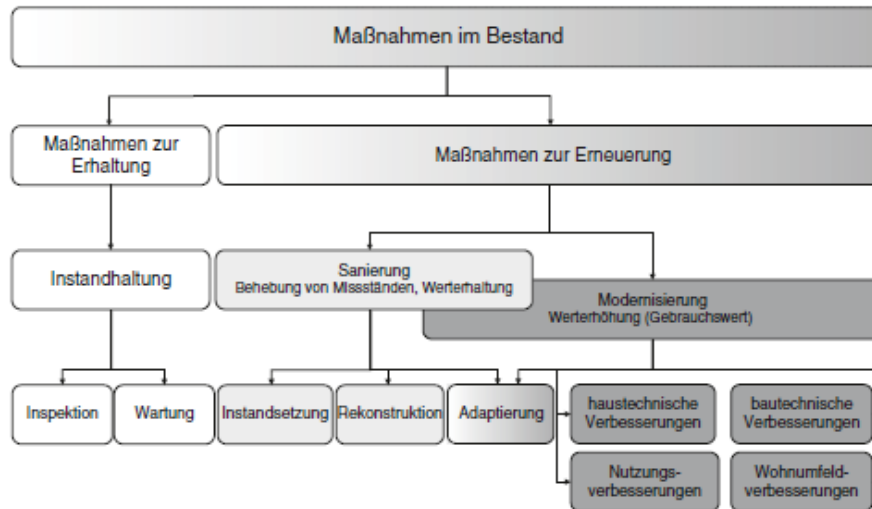 Maßnahmen im Bestand
Maßnahmen zur
Erhaltung
Maßnahmen zur Erneuerung
Instandhaltung
Sanierung
Behebung von Missständen, Werterhaltung
Modernisierung
Werterhöhung (Gebrauchswert)
Inspektion
Wartung
Instandsetzung
Rekonstruktion
Adaptierung
haustechnische
Verbesserungen
bautechnische
Verbesserungen
Nutzungs-
verbesserungen
Wohnumfeld-
verbesserungen